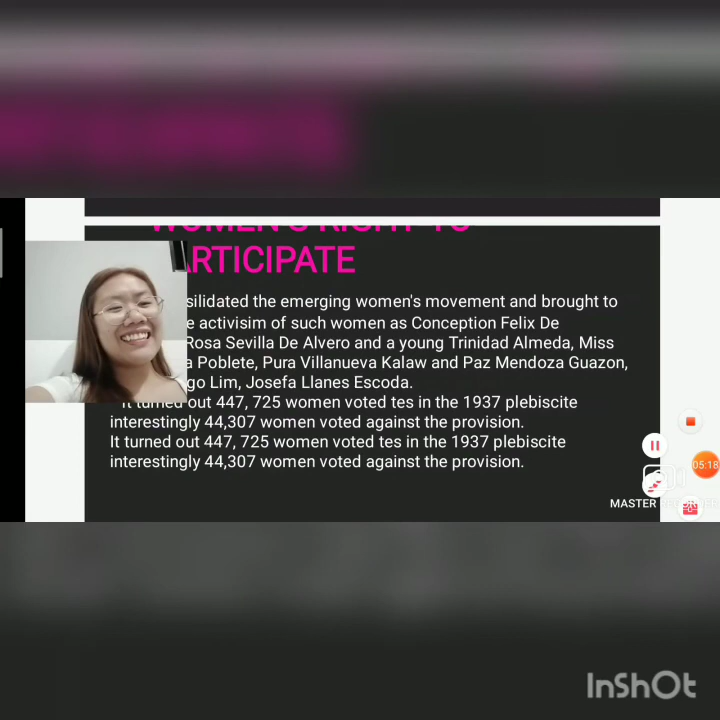 WOMEN'S RIGHT TO
ARTICIPATE
silidated the emerging women's movement and brought to
e activisim of such women as Conception Felix De
Rosa Sevilla De Alvero and a young Trinidad Almeda, Miss
a Poblete, Pura Villanueva Kalaw and Paz Mendoza Guazon,
go Lim, Josefa Llanes Escoda.
It turned out 447, 725 women voted tes in the 1937 plebiscite
interestingly 44,307 women voted against the provision.
It turned out 447, 725 women voted tes in the 1937 plebiscite
interestingly 44,307 women voted against the provision.
05:18
MASTER
InShOt